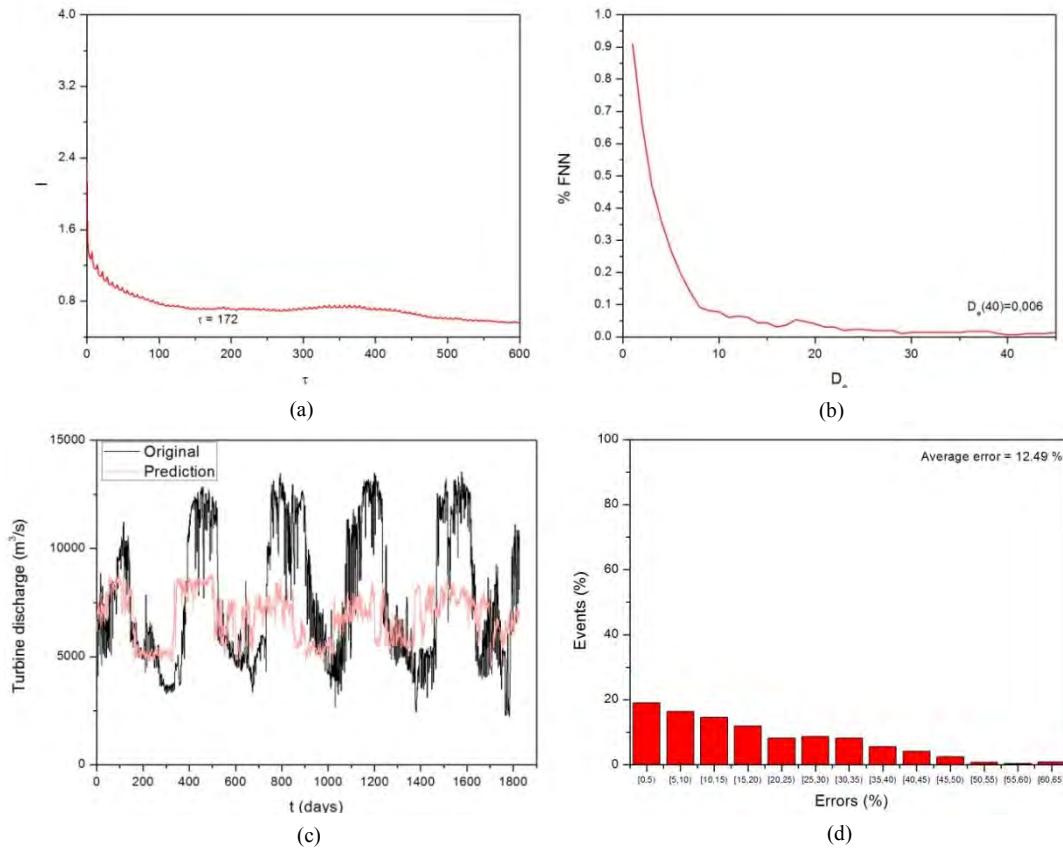 4.0
3.2
2.4
1.6
0.8
I
τ = 172
0 100 200 300 400 500 600
τ
(a)
1.0
0.9
0.8
0.7
0.6
0.5
0.4
0.3
0.2
0.1
0.0
% FNN
Dₑ(40)=0,006
0 10 20 30 40
Dₑ
(b)
15000
10000
5000
0
Turbine discharge (m³/s)
Original
Prediction
0 200 400 600 800 1000 1200 1400 1600 1800
t (days)
(c)
100
80
60
40
20
0
Events (%)
Average error = 12.49 %
[0,5) [5,10) [10,15) [15,20) [20,25) [25,30) [30,35) [35,40) [40,45) [45,50) [50,55) [55,60) [60,65
Errors (%)
(d)